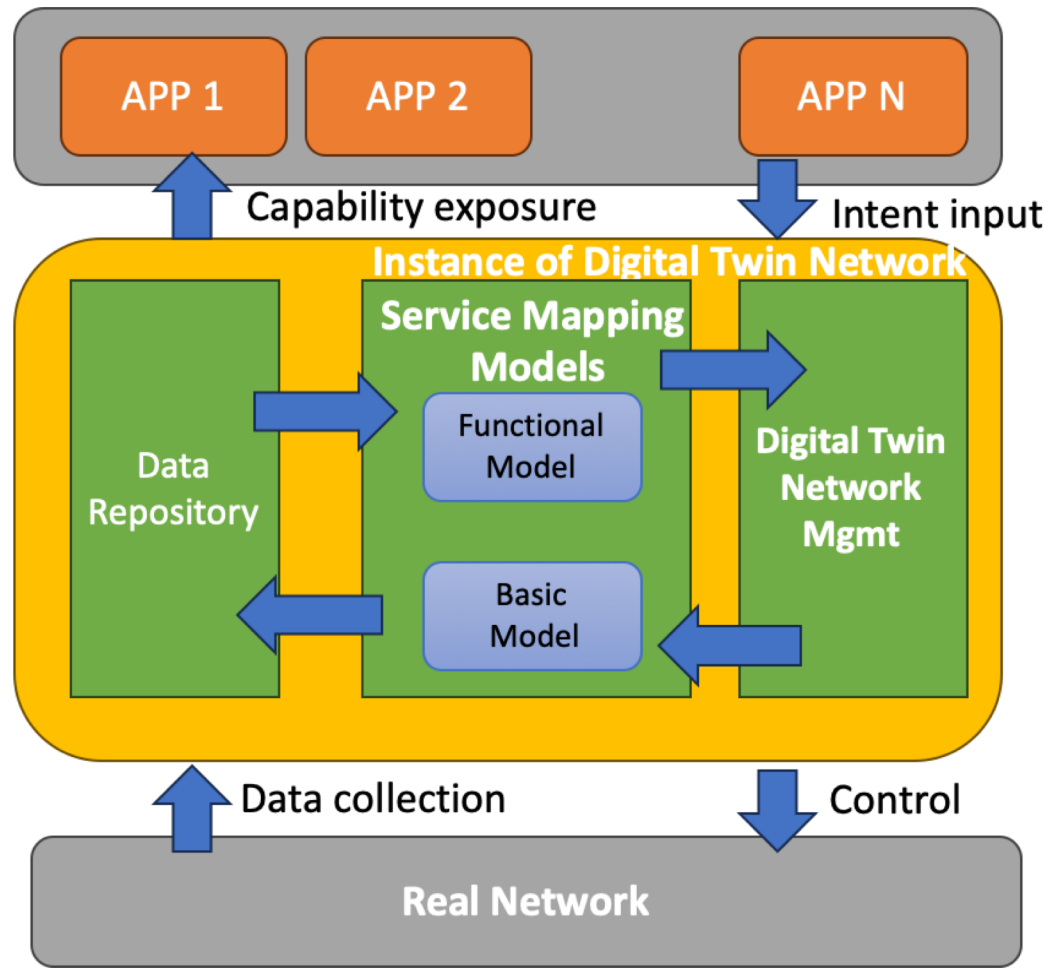 APP 1
APP 2
APP N
Capability exposure
Intent input
Instance of Digital Twin Network
Service Mapping
Models
Functional
Model
Data
Repository
Digital Twin
Network
Mgmt
Basic
Model
Data collection
Control
Real Network